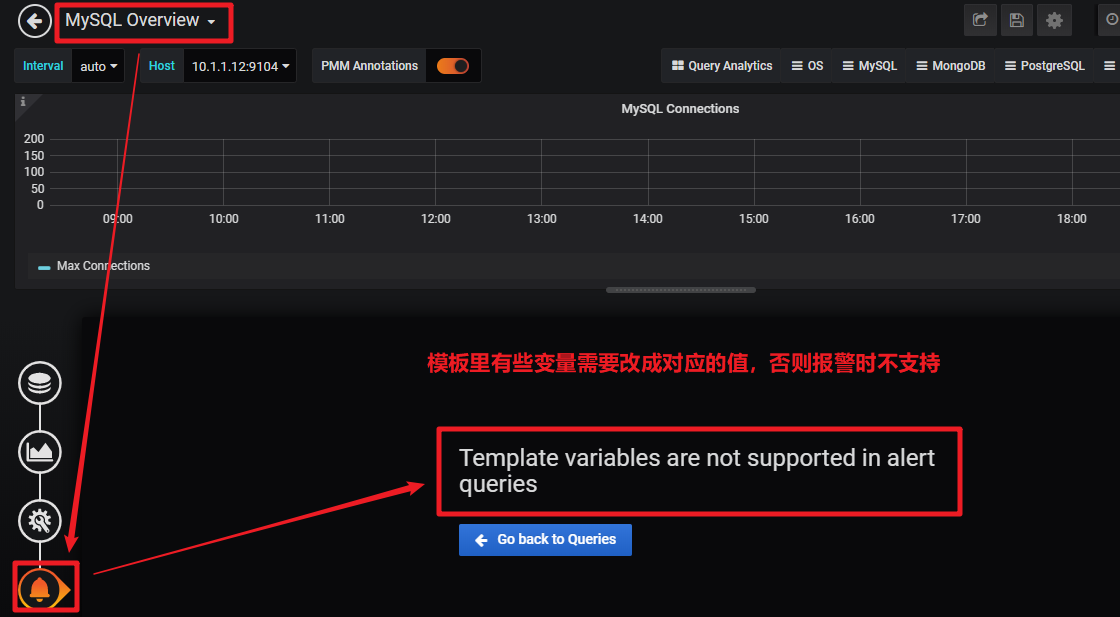 MySQL Overview
Interval auto Host 10.1.1.12:9104 PMM Annotations Query Analytics OS MySQL MongoDB PostgreSQL
i
MySQL Connections
200
150
100
50
0
09:00 10:00 11:00 12:00 13:00 14:00 15:00 16:00 17:00 18:00
Max Connections
模板里有些变量需要改成对应的值，否则报警时不支持
Template variables are not supported in alert
queries
Go back to Queries